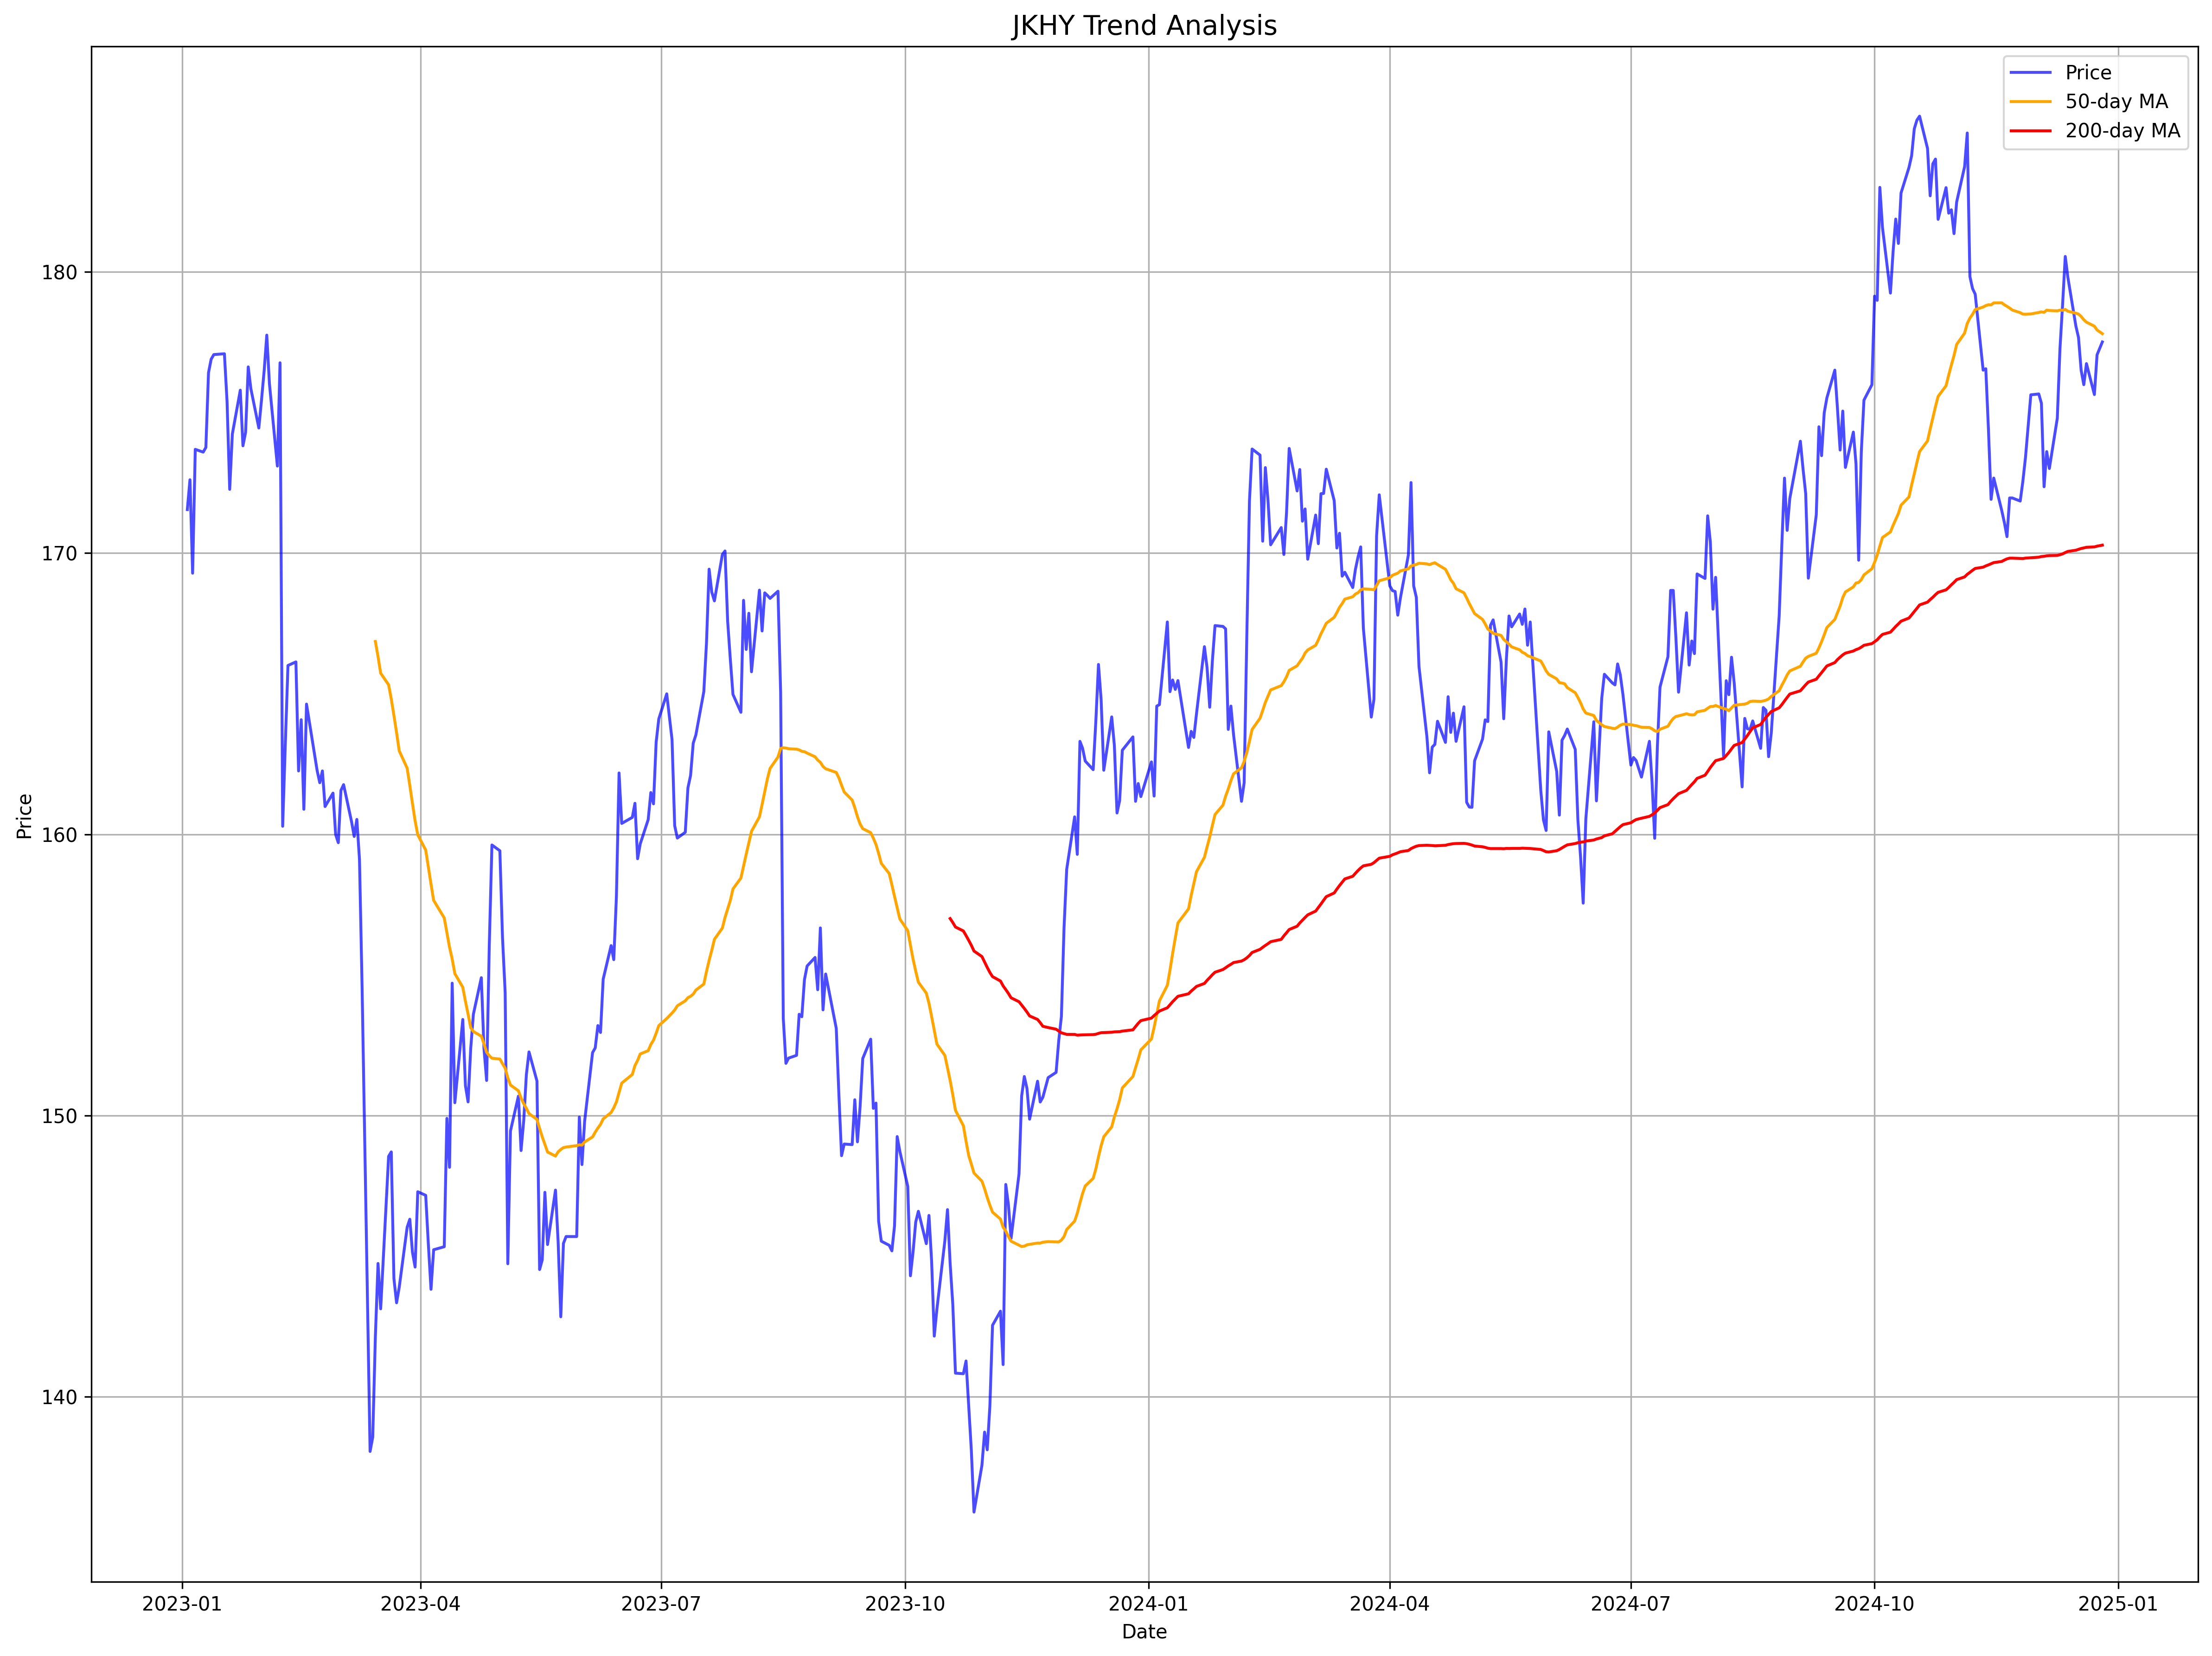 JKHY Trend Analysis
Price
50-day MA
200-day MA
180
170
160
150
140
Price
2023-01
2023-04
2023-07
2023-10
2024-01
2024-04
2024-07
2024-10
2025-01
Date